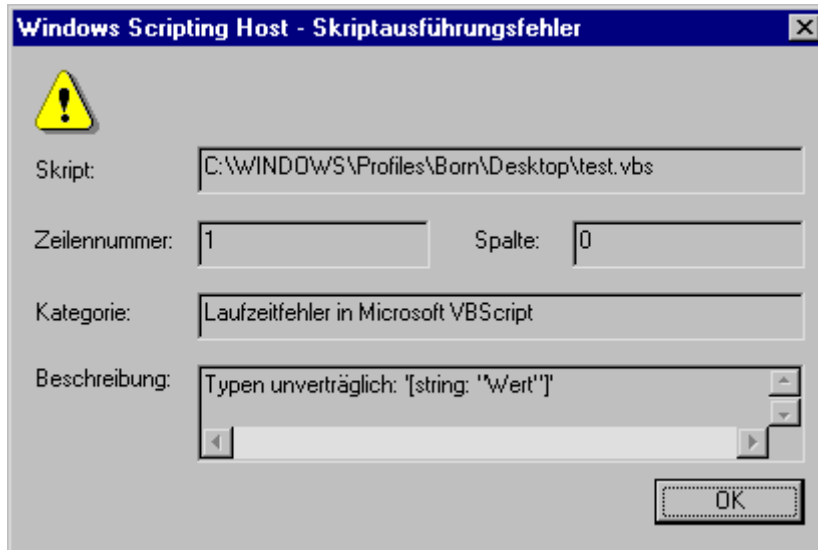 Windows Scripting Host - Skriptausführungsfehler
Skript: C:\WINDOWS\Profiles\Born\Desktop\test.vbs
Zeilennummer: 1 Spalte: 0
Kategorie: Laufzeitfehler in Microsoft VBScript
Beschreibung: Typen unverträglich: '[string: "Wert"]'
OK